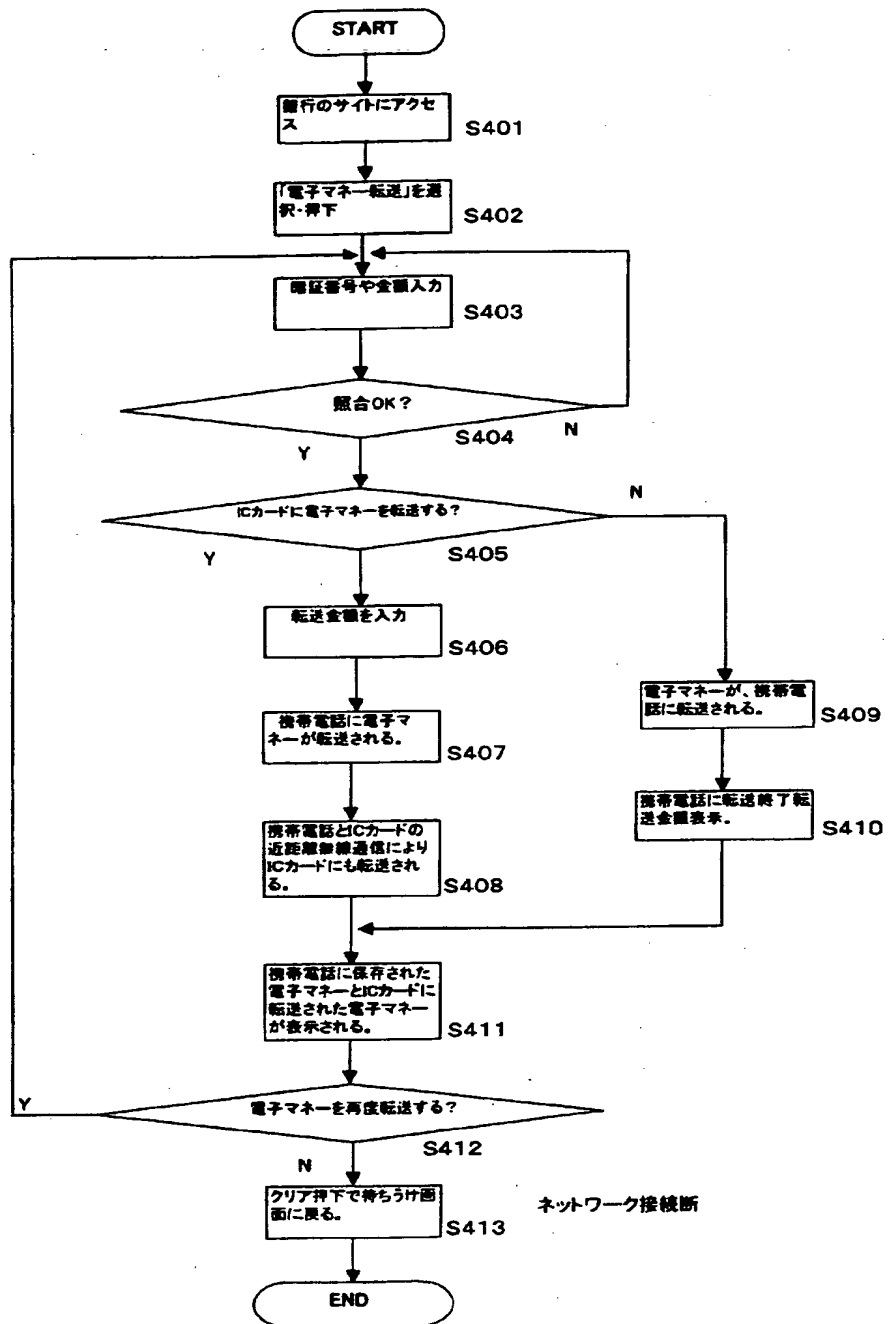 START
銀行のサイトにアクセ
ス
S401
「電子マネー転送」を選
択・押下
S402
暗証番号や金額入力
S403
照合OK？
S404
N
Y
ICカードに電子マネーを転送する？
S405
N
Y
転送金額を入力
S406
携帯電話に電子マ
ネーが転送される。
S407
電子マネーが、携帯電
話に転送される。
S409
携帯電話とICカードの
近距離無線通信により
ICカードにも転送され
る。
S408
携帯電話に転送終了転
送金額表示。
S410
携帯電話に保存された
電子マネーとICカードに
転送された電子マネー
が表示される。
S411
Y
電子マネーを再度転送する？
S412
N
クリア押下で待ちうけ画
面に戻る。
S413
ネットワーク接続断
END